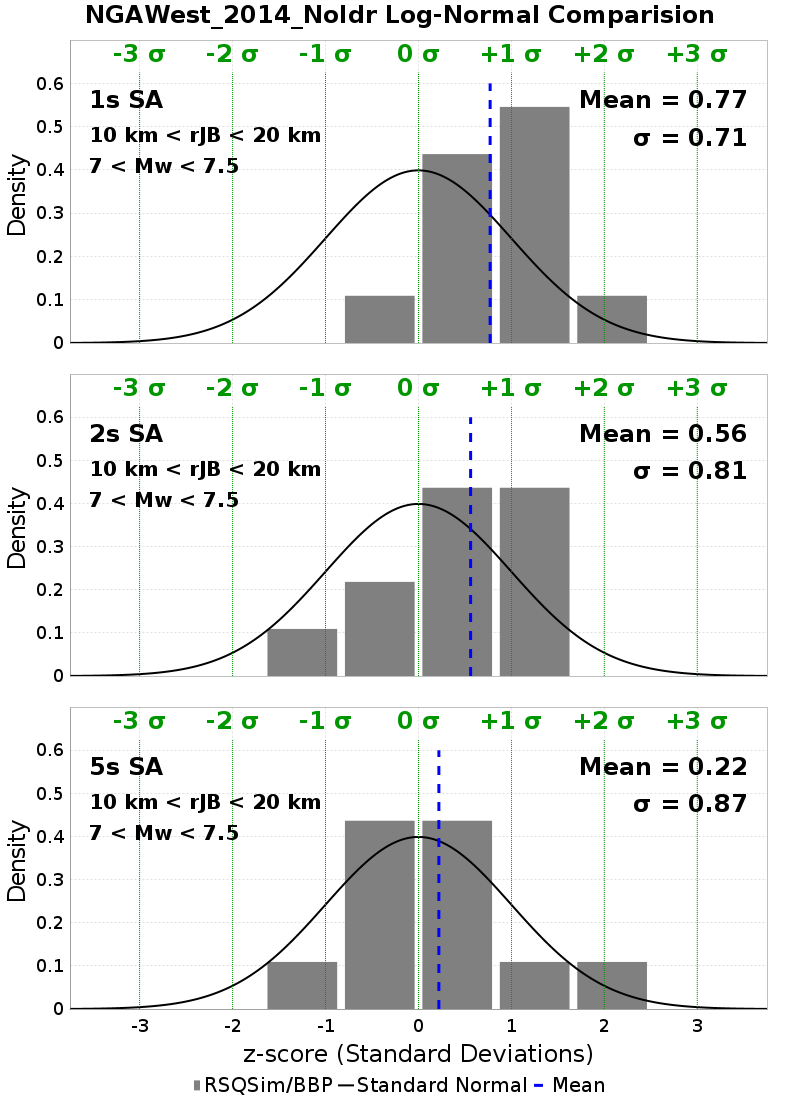 NGAWest_2014_NoIdr Log-Normal Comparision
-3 σ -2 σ -1 σ 0 σ +1 σ +2 σ +3 σ
0.6
1s SA Mean = 0.77
0.5
10 km < rJB < 20 km σ = 0.71
7 < Mw < 7.5
0.4
0.3
0.2
0.1
0
Density
-3 σ -2 σ -1 σ 0 σ +1 σ +2 σ +3 σ
0.6
2s SA Mean = 0.56
0.5
10 km < rJB < 20 km σ = 0.81
7 < Mw < 7.5
0.4
0.3
0.2
0.1
0
Density
-3 σ -2 σ -1 σ 0 σ +1 σ +2 σ +3 σ
0.6
5s SA Mean = 0.22
0.5
10 km < rJB < 20 km σ = 0.87
7 < Mw < 7.5
0.4
0.3
0.2
0.1
0
Density
-3 -2 -1 0 1 2 3
z-score (Standard Deviations)
RSQSim/BBP Standard Normal Mean